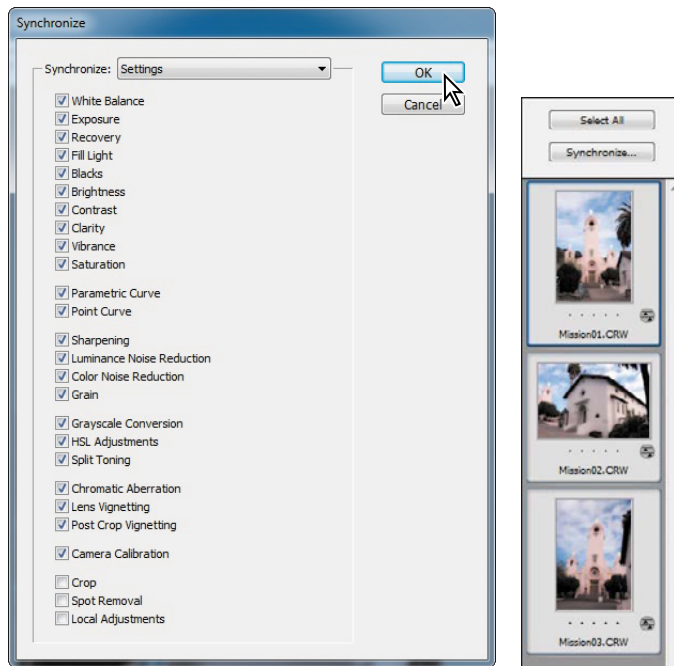 Synchronize
Synchronize: Settings
OK
Cancel
White Balance
Exposure
Recovery
Fill Light
Blacks
Brightness
Contrast
Clarity
Vibrance
Saturation
Parametric Curve
Point Curve
Sharpening
Luminance Noise Reduction
Color Noise Reduction
Grain
Grayscale Conversion
HSL Adjustments
Split Toning
Chromatic Aberration
Lens Vignetting
Post Crop Vignetting
Camera Calibration
Crop
Spot Removal
Local Adjustments
Select All
Synchronize...
Mission01.CRW
Mission02.CRW
Mission03.CRW